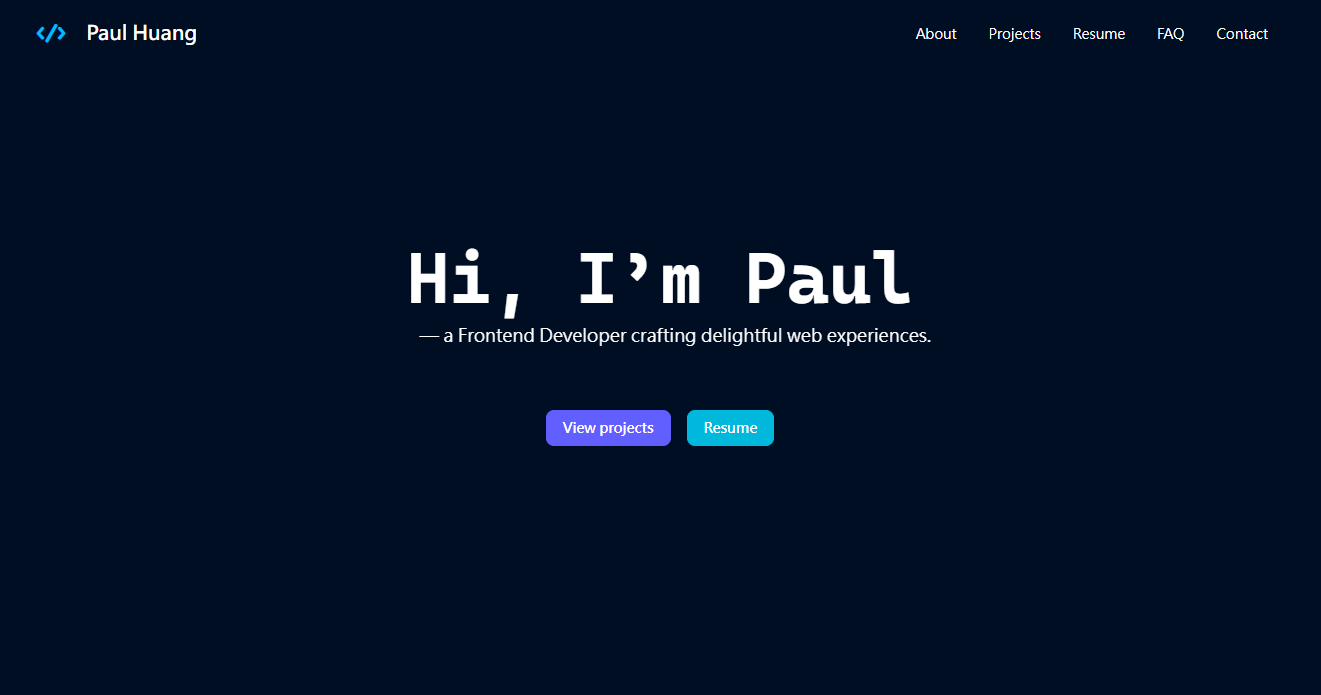 </> Paul Huang
About Projects Resume FAQ Contact
Hi, I’m Paul
— a Frontend Developer crafting delightful web experiences.
View projects Resume